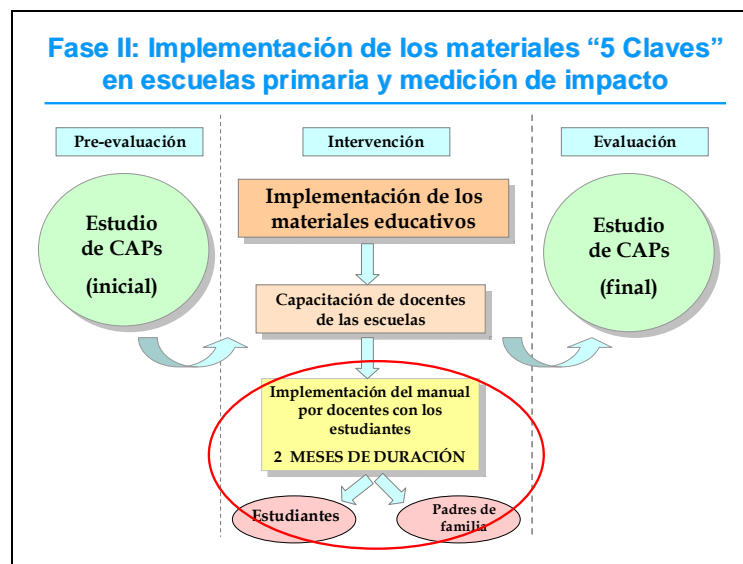 Fase II: Implementación de los materiales “5 Claves”
en escuelas primaria y medición de impacto
Pre-evaluación
Intervención
Evaluación
Estudio
de CAPs
(inicial)
Implementación de los
materiales educativos
Estudio
de CAPs
(final)
Capacitación de docentes
de las escuelas
Implementación del manual
por docentes con los
estudiantes
2 MESES DE DURACIÓN
Estudiantes
Padres de
familia